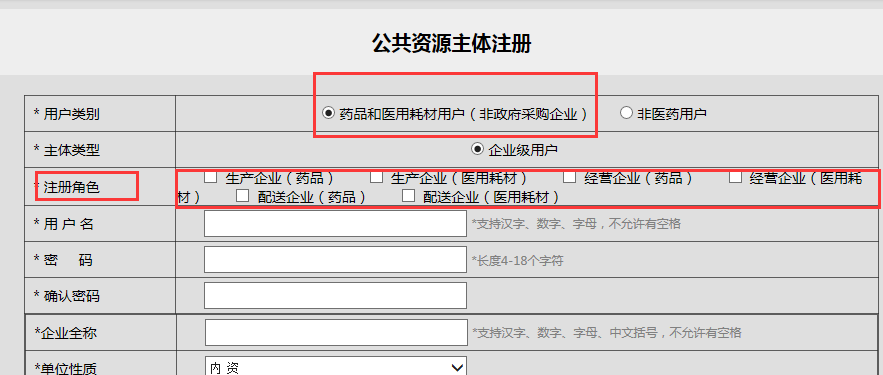 公共资源主体注册
* 用户类别 药品和医用耗材用户（非政府采购企业） 非医药用户
* 主体类型 企业级用户
* 注册角色 生产企业（药品） 生产企业（医用耗材） 经营企业（药品） 经营企业（医用耗
材） 配送企业（药品） 配送企业（医用耗材）
* 用 户 名 *支持汉字、数字、字母，不允许有空格
* 密 码 *长度4-18个字符
* 确认密码
*企业全称 *支持汉字、数字、字母、中文括号，不允许有空格
*单位性质 内 资